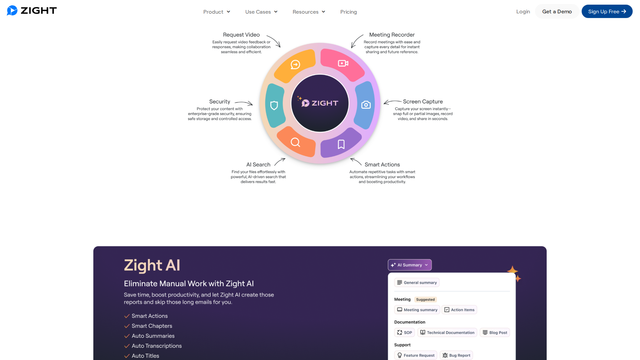 ZIGHT
Product
Use Cases
Resources
Pricing
Login
Get a Demo
Sign Up Free →
Request Video
Easily request video feedback or
responses, making collaboration
seamless and efficient.
Meeting Recorder
Record meetings with ease and
capture every detail for instant
sharing and future reference.
Security
Protect your content with
enterprise-grade security, ensuring
safe storage and controlled access.
ZIGHT
Screen Capture
Capture your screen instantly–
snap full or partial images, record
video, and share in seconds.
AI Search
Find your files effortlessly with
powerful, AI-driven search that
delivers results fast.
Smart Actions
Automate repetitive tasks with smart
actions, streamlining your workflows
and boosting productivity.
Zight AI
Eliminate Manual Work with Zight AI
Save time, boost productivity, and let Zight AI create those
reports and skip those long emails for you.
Smart Actions
Smart Chapters
Auto Summaries
Auto Transcriptions
Auto Titles
AI Summary
General summary
Meeting Suggested
Meeting summary Action Items
Documentation
SOP Technical Documentation Blog Post
Support
Feature Request Bug Report